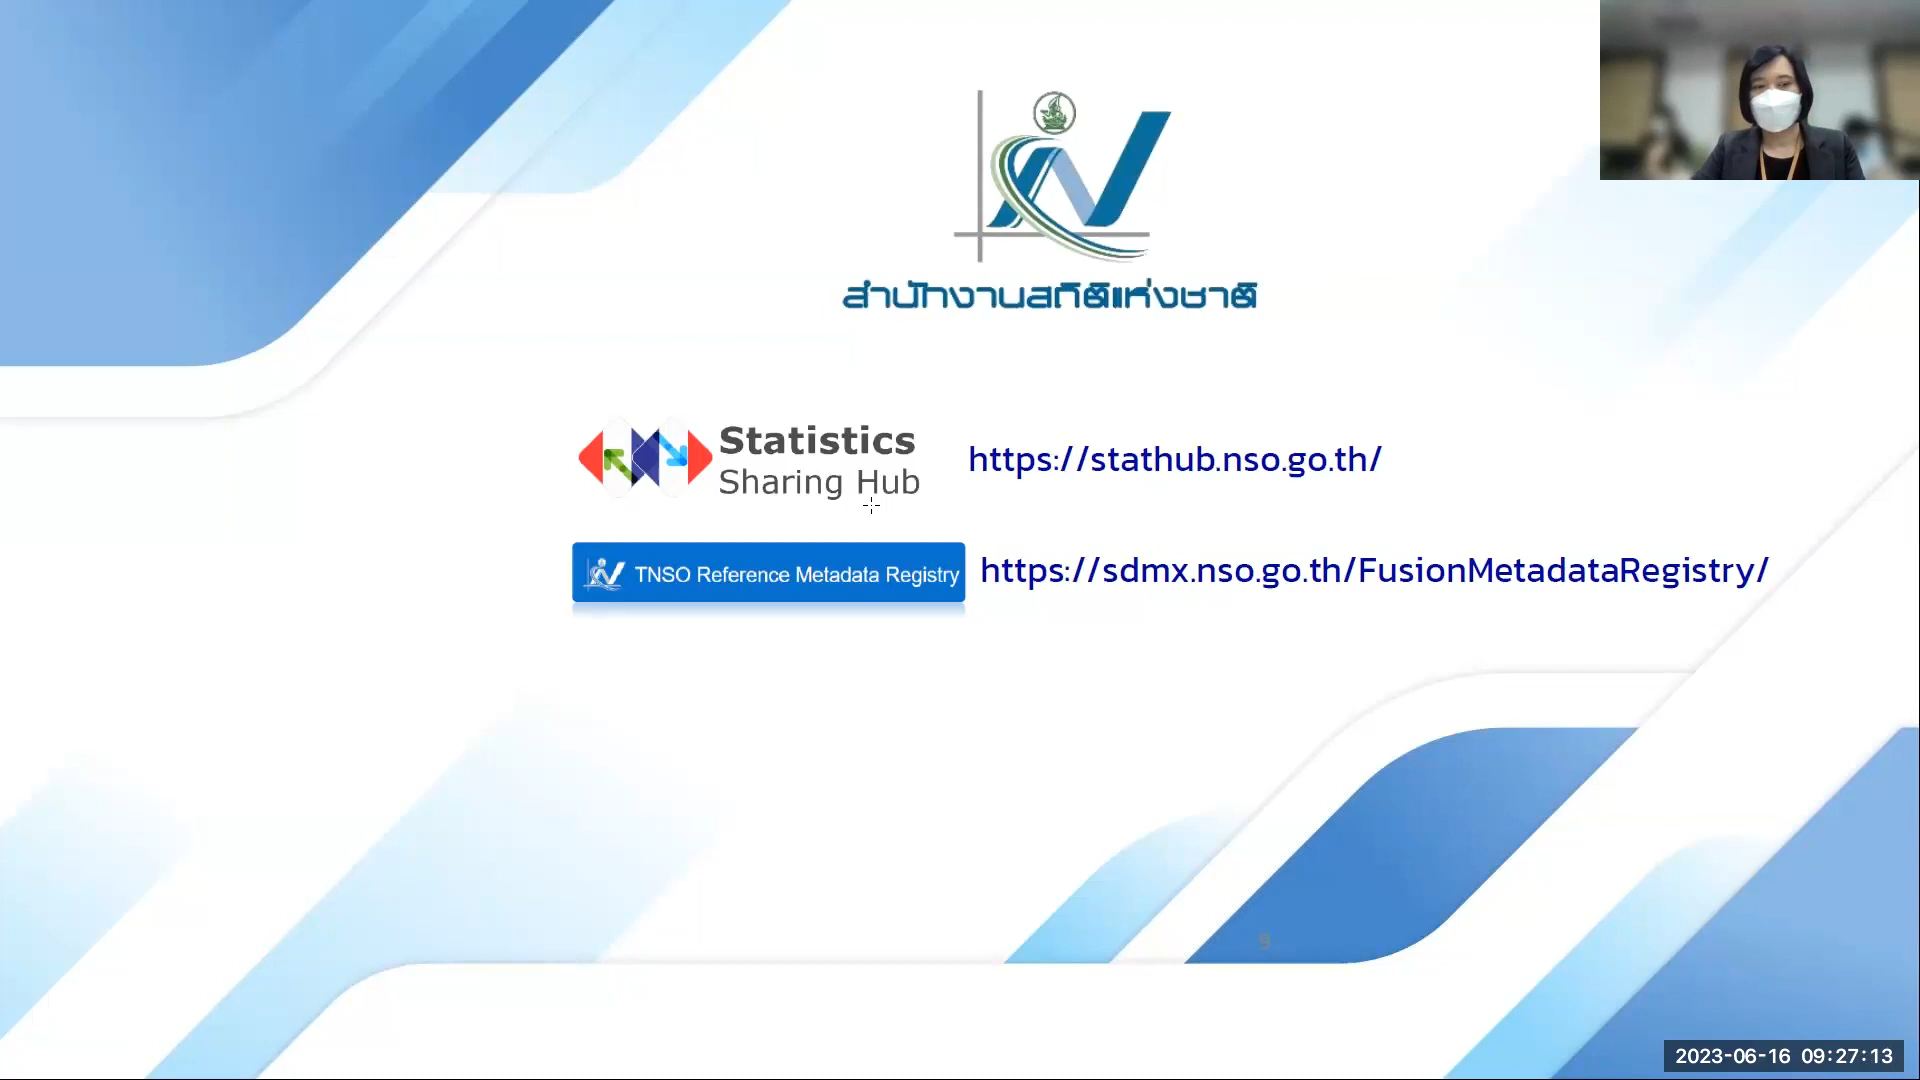 สำนักงานสถิติแห่งชาติ
Statistics
Sharing Hub
https://stathub.nso.go.th/
TNSO Reference Metadata Registry
https://sdmx.nso.go.th/FusionMetadataRegistry/
9
2023-06-16 09:27:13